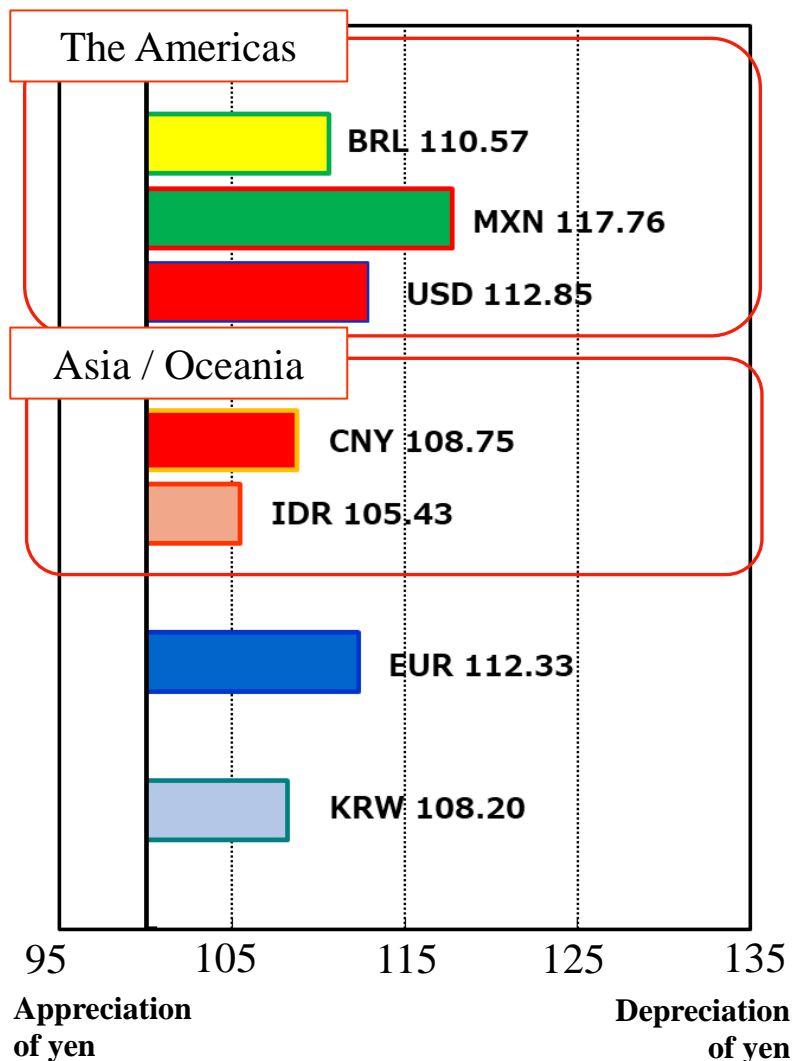 The Americas
BRL 110.57
MXN 117.76
USD 112.85
Asia / Oceania
CNY 108.75
IDR 105.43
EUR 112.33
KRW 108.20
95 105 115 125 135
Appreciation Depreciation
of yen of yen